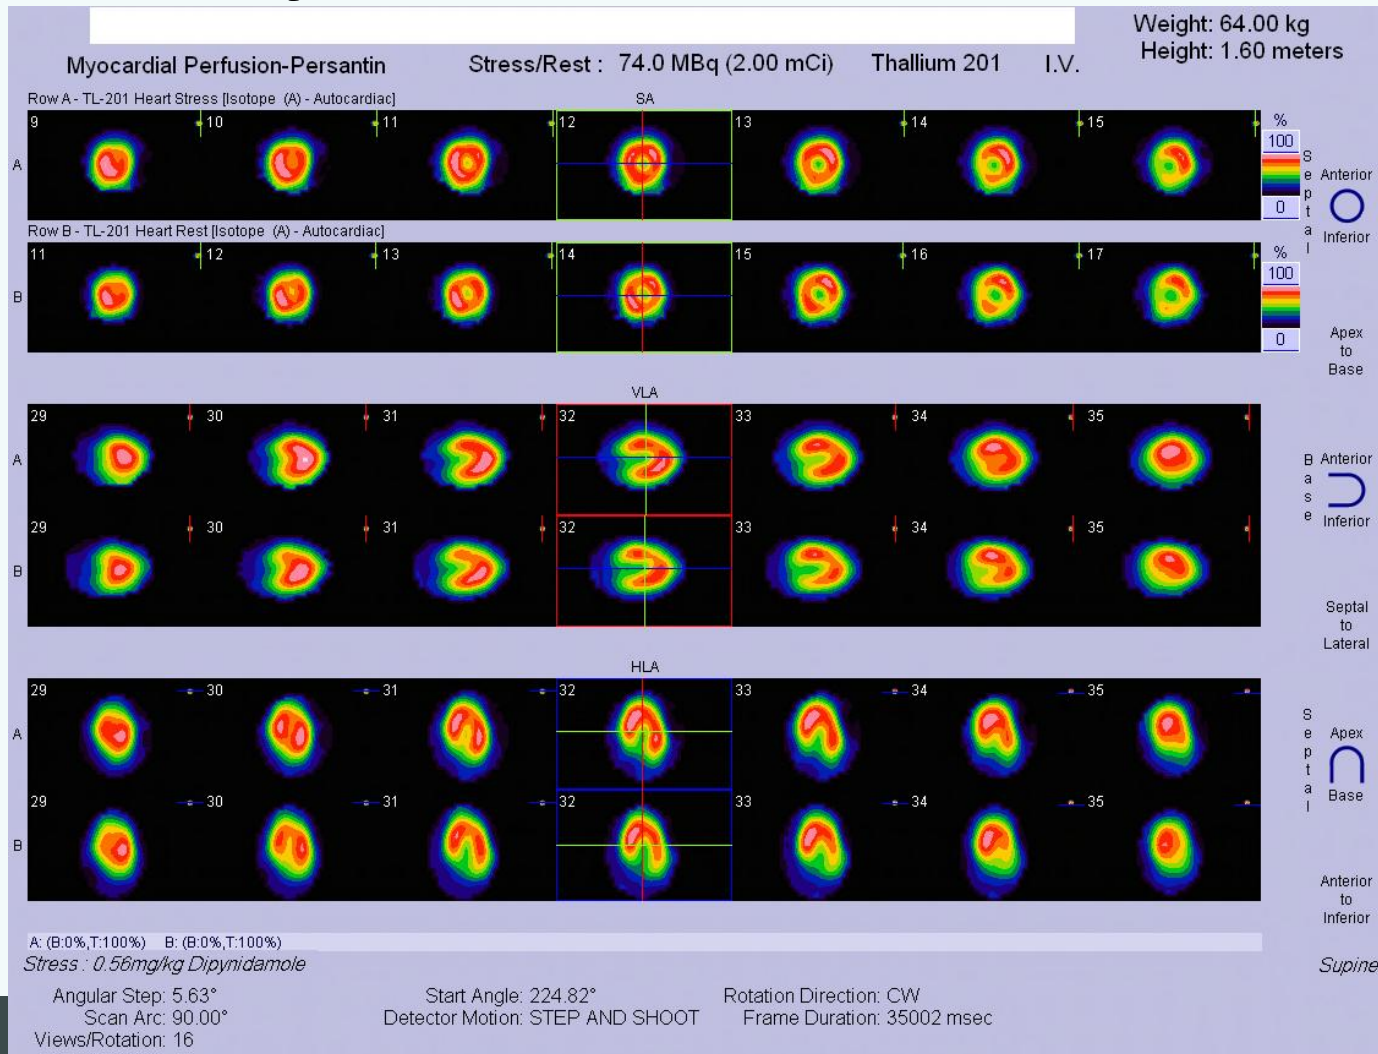 Weight: 64.00 kg
Height: 1.60 meters
Myocardial Perfusion-Persantin Stress/Rest : 74.0 MBq (2.00 mCi) Thallium 201 I.V.
Row A - TL-201 Heart Stress [Isotope (A) - Autocardiac] SA
9 10 11 12 13 14 15 %
100
A
0
Septal
Anterior
Inferior
Row B - TL-201 Heart Rest [Isotope (A) - Autocardiac]
11 12 13 14 15 16 17 %
100
B
0
Apex
to
Base
VLA
29 30 31 32 33 34 35
A
Base
Anterior
Inferior
29 30 31 32 33 34 35
B
Septal
to
Lateral
HLA
29 30 31 32 33 34 35
A
Septal
Apex
Base
29 30 31 32 33 34 35
B
Anterior
to
Inferior
A: (B:0%,T:100%) B: (B:0%,T:100%)
Stress : 0.56mg/kg Dipynidamole Supine
Angular Step: 5.63° Start Angle: 224.82° Rotation Direction: CW
Scan Arc: 90.00° Detector Motion: STEP AND SHOOT Frame Duration: 35002 msec
Views/Rotation: 16